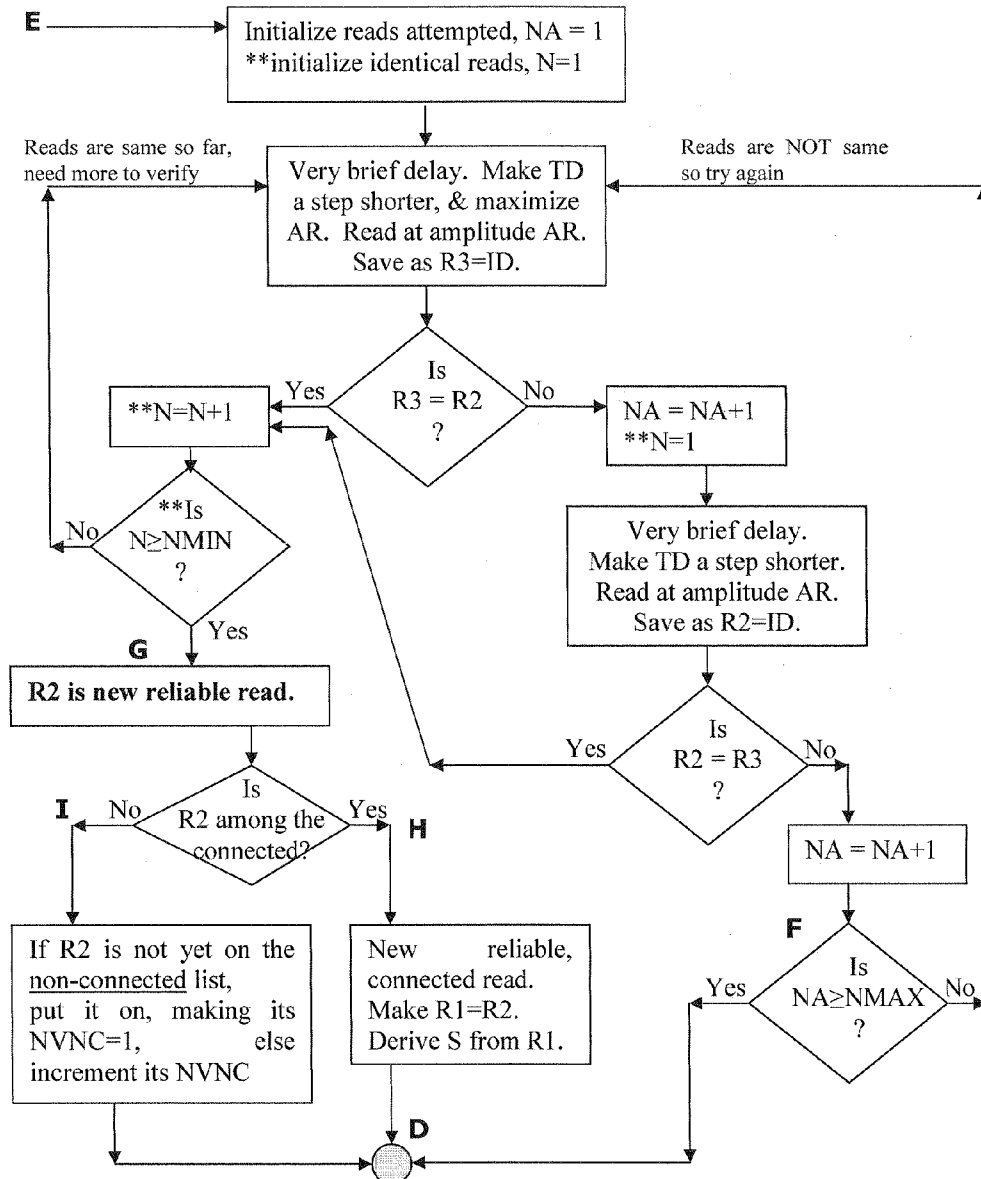 E
Initialize reads attempted, NA = 1
**initialize identical reads, N=1
Reads are same so far,
need more to verify
Very brief delay. Make TD
a step shorter, & maximize
AR. Read at amplitude AR.
Save as R3=ID.
Reads are NOT same
so try again
Is
R3 = R2
?
Yes
No
**N=N+1
NA = NA+1
**N=1
**Is
N≥NMIN
?
No
Yes
Very brief delay.
Make TD a step shorter.
Read at amplitude AR.
Save as R2=ID.
G
R2 is new reliable read.
Is
R2 = R3
?
Yes
No
Is
R2 among the
connected?
I
No
Yes
H
NA = NA+1
If R2 is not yet on the
non-connected list,
put it on, making its
NVNC=1, else
increment its NVNC
New reliable,
connected read.
Make R1=R2.
Derive S from R1.
F
Is
NA≥NMAX
?
Yes
No
D